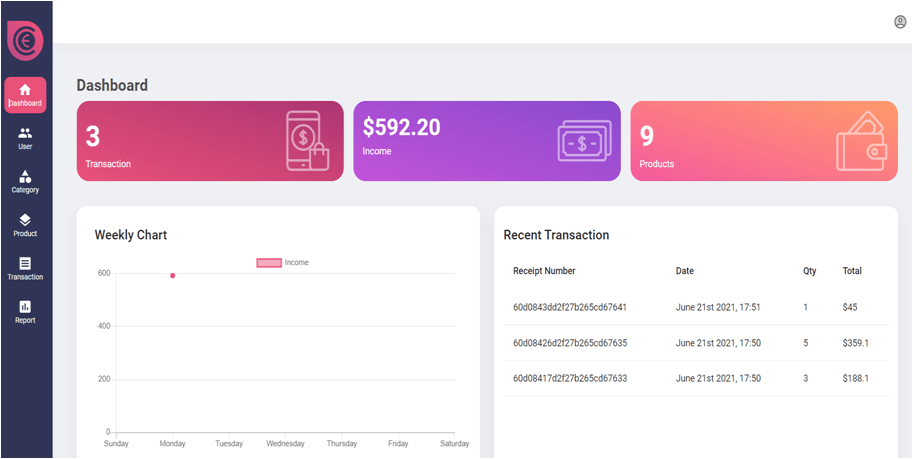 Dashboard
User
Category
Product
Transaction
Report
Dashboard
3
Transaction
$592.20
Income
9
Products
Weekly Chart
Income
600
400
200
0
Sunday Monday Tuesday Wednesday Thursday Friday Saturday
Recent Transaction
Receipt Number Date Qty Total
60d0843dd2f27b265cd67641 June 21st 2021, 17:51 1 $45
60d08426d2f27b265cd67635 June 21st 2021, 17:50 5 $359.1
60d08417d2f27b265cd67633 June 21st 2021, 17:50 3 $188.1